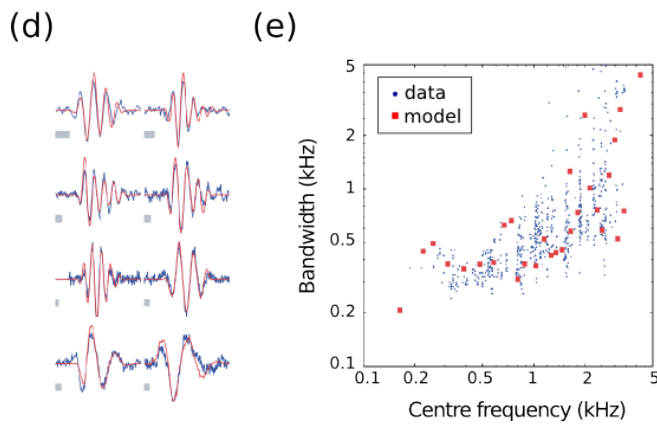 (d)
(e)
5
2
1
0.5
0.2
0.1
Bandwidth (kHz)
data
model
0.1 0.2 0.5 1 2 5
Centre frequency (kHz)